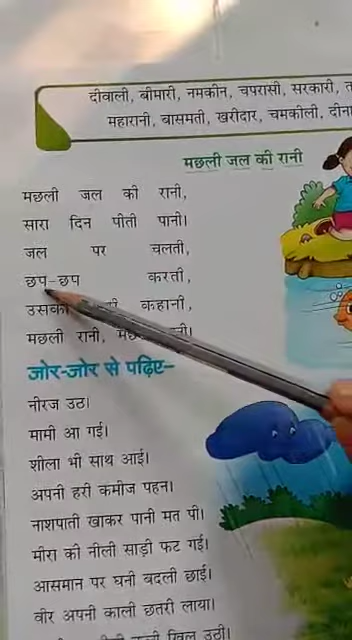 दीवाली, बीमारी, नमकीन, चपरासी, सरकारी,
महारानी, बासमती, खरीदार, चमकीली,
मछली जल की रानी
मछली जल की रानी,
सारा दिन पीती पानी।
जल पर चलती,
छप-छप करती,
उसकी कहानी,
मछली रानी,
जोर-जोर से पढ़िए–
नीरज उठ।
मामी आ गई।
शीला भी साथ आई।
अपनी हरी कमीज पहन।
नाशपाती खाकर पानी मत पी।
मीरा की नीली साड़ी फट गई।
आसमान पर घनी बदली छाई।
वीर अपनी काली छतरी लाया।